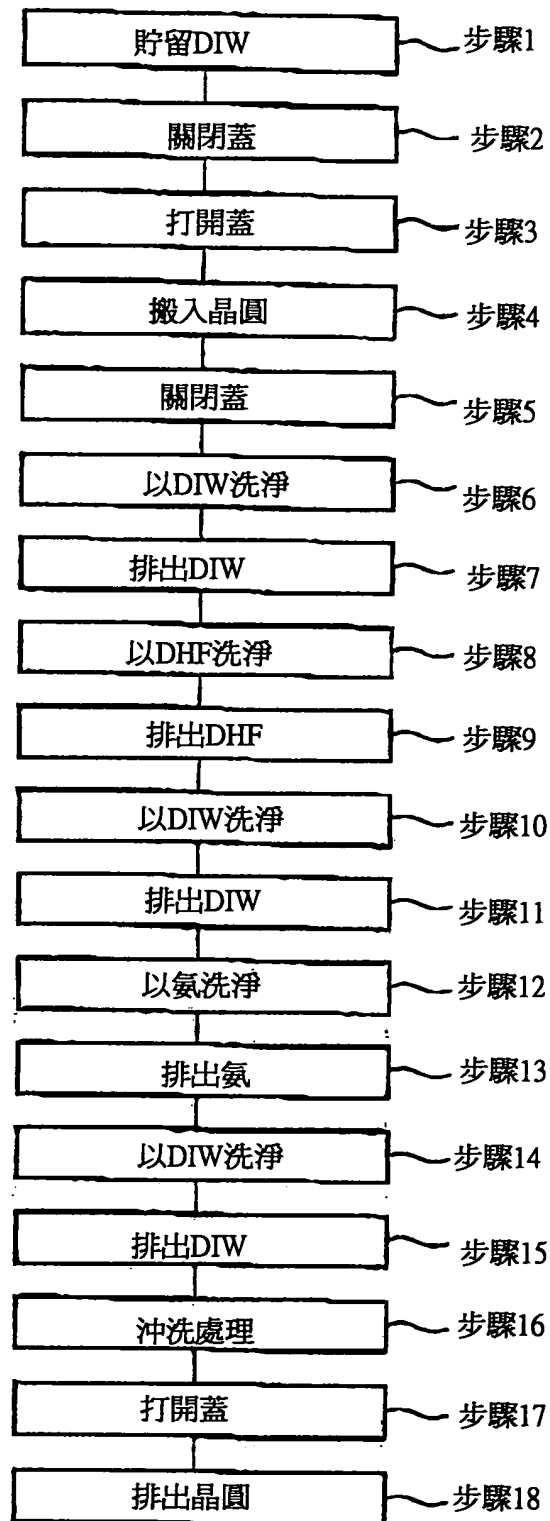 貯留DIW 步驟1
關閉蓋 步驟2
打開蓋 步驟3
搬入晶圓 步驟4
關閉蓋 步驟5
以DIW洗淨 步驟6
排出DIW 步驟7
以DHF洗淨 步驟8
排出DHF 步驟9
以DIW洗淨 步驟10
排出DIW 步驟11
以氨洗淨 步驟12
排出氨 步驟13
以DIW洗淨 步驟14
排出DIW 步驟15
沖洗處理 步驟16
打開蓋 步驟17
排出晶圓 步驟18